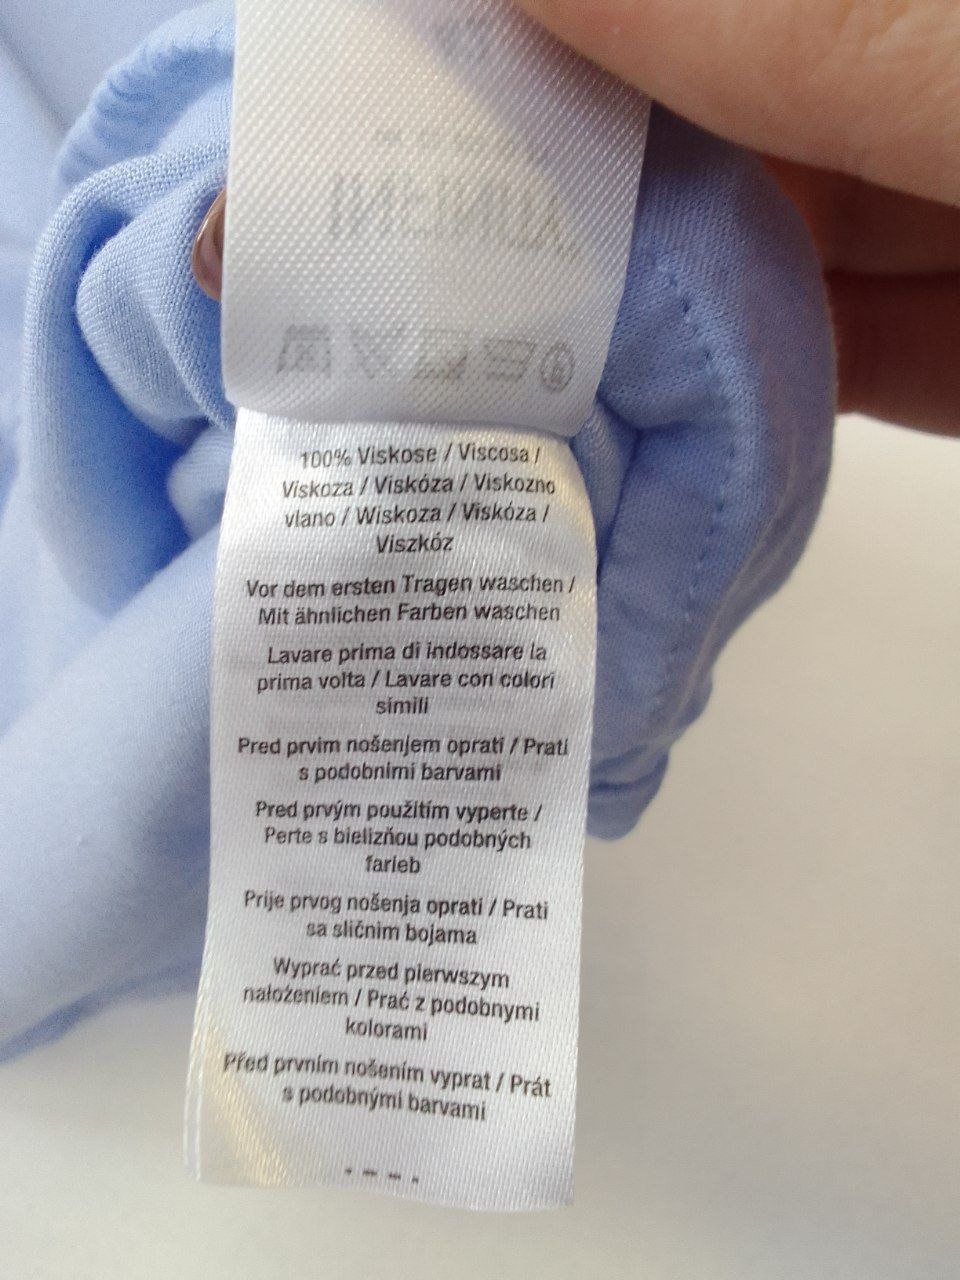 100% Viskose / Viscosa /
Viskoza / Viskóza / Viskozno
vlano / Wiskoza / Viskóza /
Viszkóz
Vor dem ersten Tragen waschen /
Mit ähnlichen Farben waschen
Lavare prima di indossare la
prima volta / Lavare con colori
simili
Pred prvim nošenjem oprati / Prati
s podobnimi barvami
Pred prvým použitím vyperte /
Perte s bielizňou podobných
farieb
Prije prvog nošenja oprati / Prati
sa sličnim bojama
Wyprać przed pierwszym
nałożeniem / Prać z podobnymi
kolorami
Před prvním nošením vyprat / Prát
s podobnými barvami